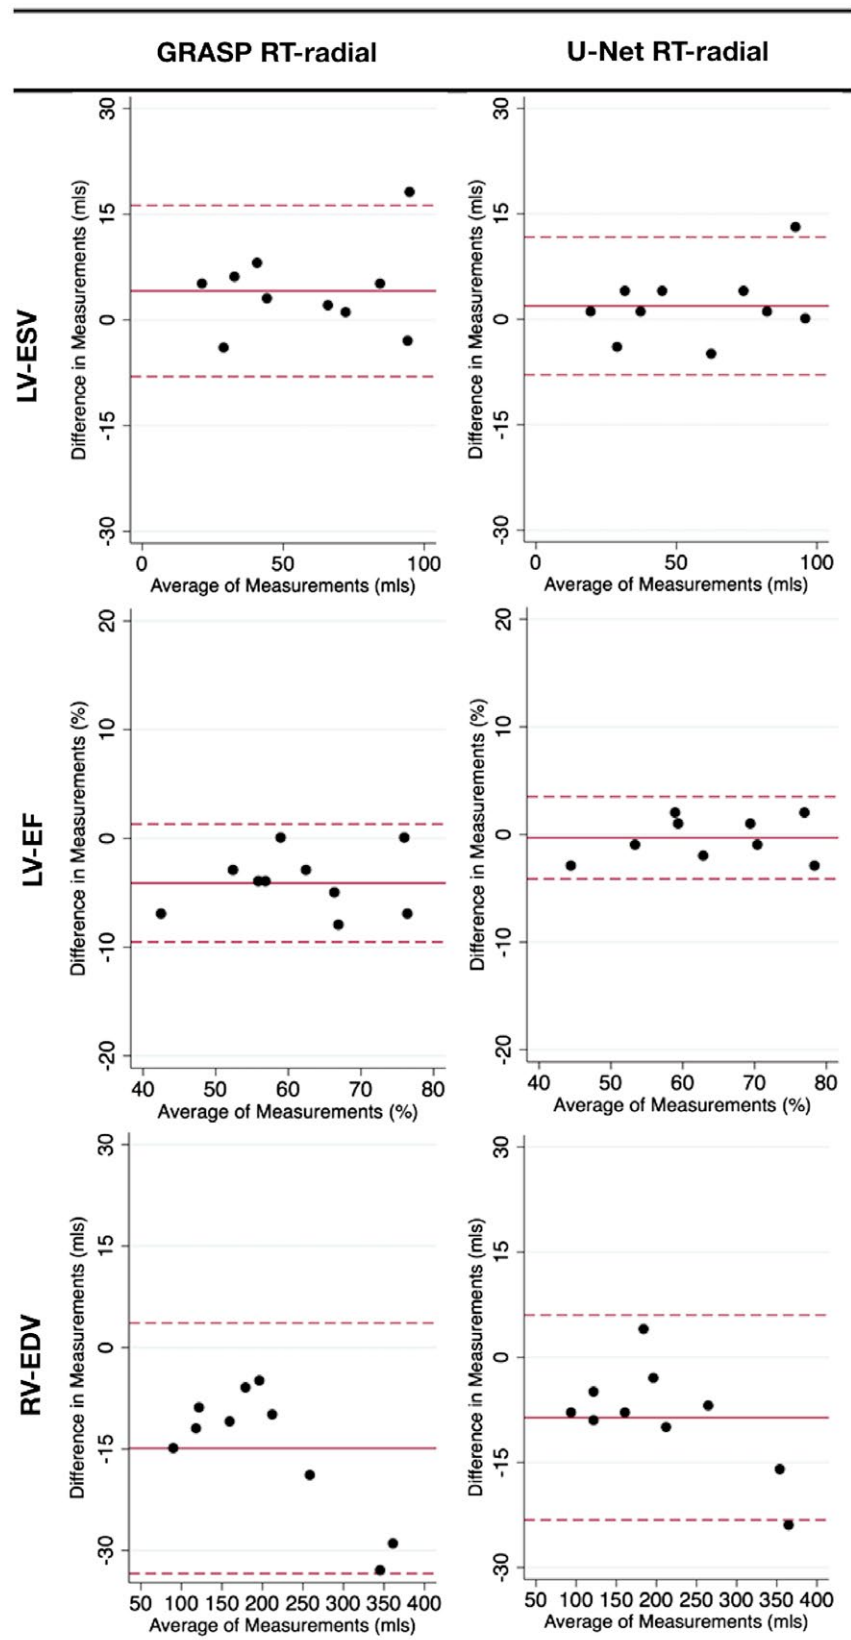 GRASP RT-radial
U-Net RT-radial
LV-ESV
Difference in Measurements (mls)
30
15
0
-15
-30
0 50 100
Average of Measurements (mls)
Difference in Measurements (mls)
30
15
0
-15
-30
0 50 100
Average of Measurements (mls)
LV-EF
Difference in Measurements (%)
20
10
0
-10
-20
40 50 60 70 80
Average of Measurements (%)
Difference in Measurements (%)
20
10
0
-10
-20
40 50 60 70 80
Average of Measurements (%)
RV-EDV
Difference in Measurements (mls)
30
15
0
-15
-30
50 100 150 200 250 300 350 400
Average of Measurements (mls)
Difference in Measurements (mls)
30
15
0
-15
-30
50 100 150 200 250 300 350 400
Average of Measurements (mls)